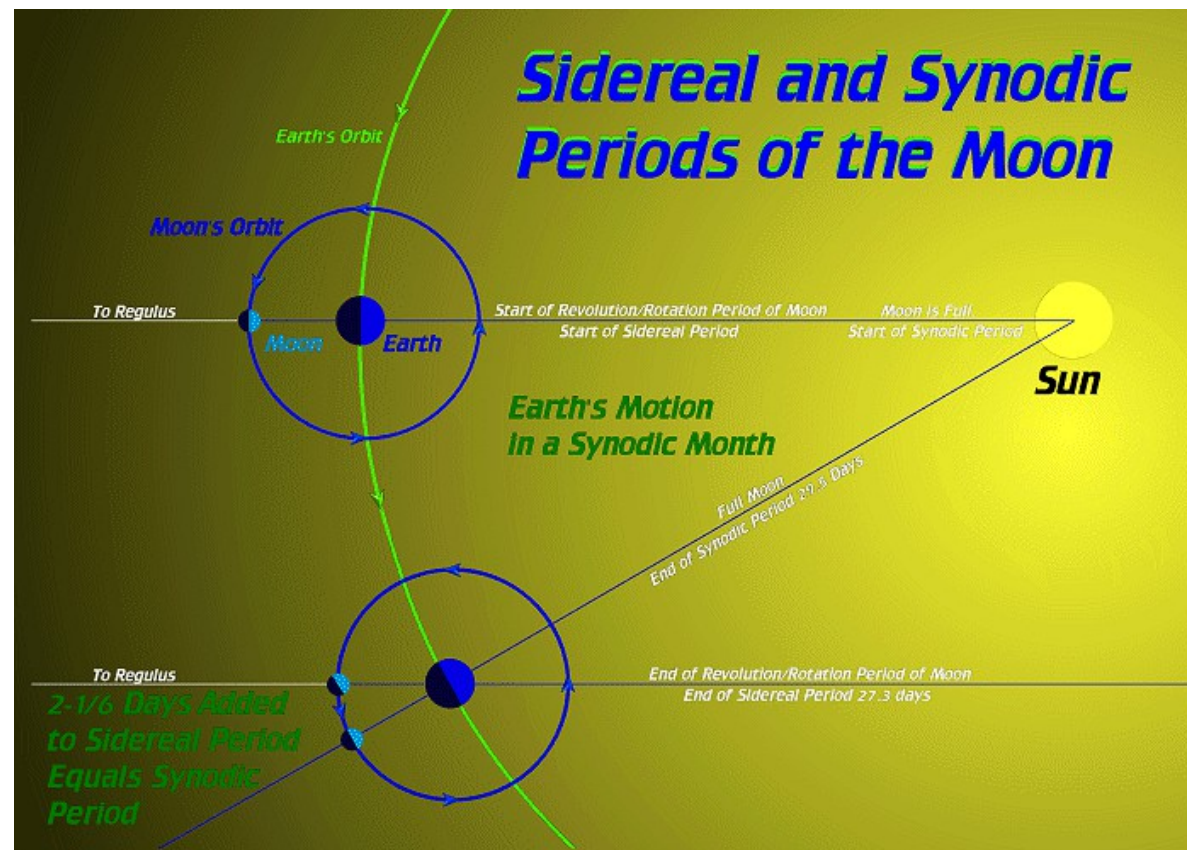 Sidereal and Synodic
Periods of the Moon
Earth's Orbit
Moon's Orbit
To Regulus
Start of Revolution/Rotation Period of Moon
Moon is Full
Start of Sidereal Period
Start of Synodic Period
Moon
Earth
Sun
Earth's Motion
in a Synodic Month
Full Moon
End of Synodic Period 29.5 Days
To Regulus
End of Revolution/Rotation Period of Moon
End of Sidereal Period 27.3 days
2-1/6 Days Added
to Sidereal Period
Equals Synodic
Period